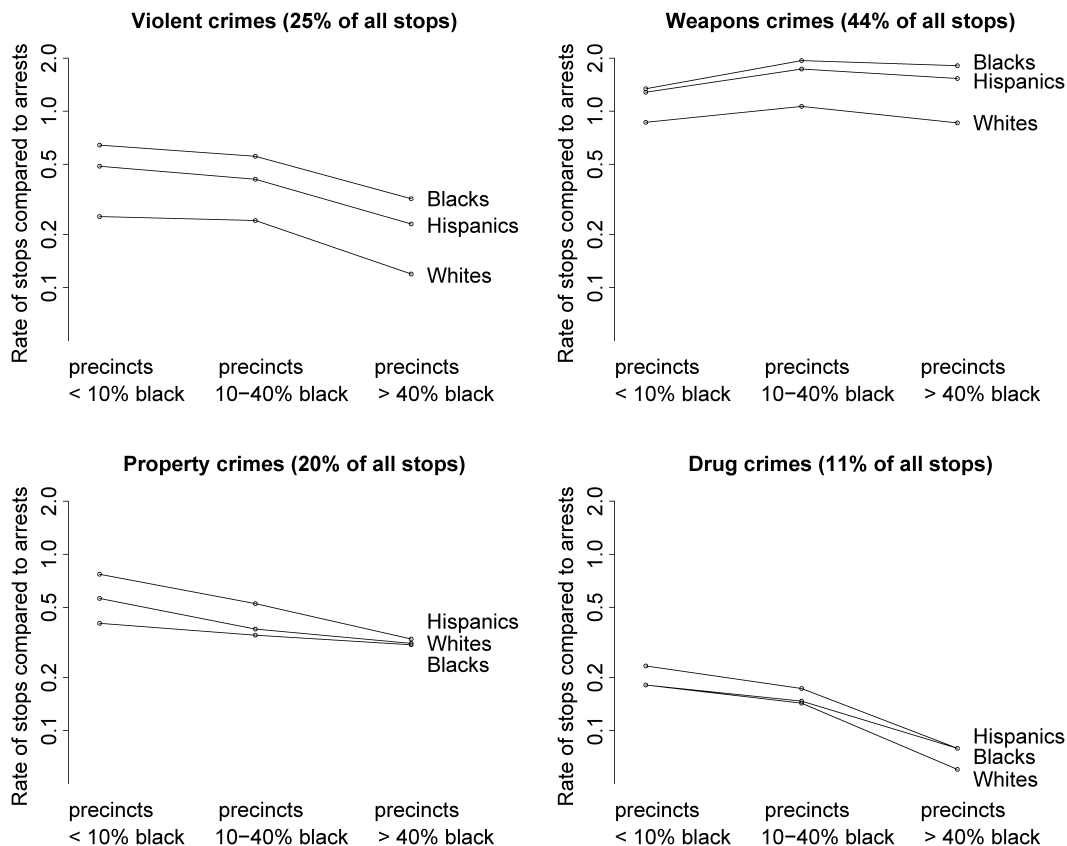 Violent crimes (25% of all stops)
Rate of stops compared to arrests
2.0
1.0
0.5
0.2
0.1
Blacks
Hispanics
Whites
precincts
< 10% black
precincts
10−40% black
precincts
> 40% black
Weapons crimes (44% of all stops)
Rate of stops compared to arrests
2.0
1.0
0.5
0.2
0.1
Blacks
Hispanics
Whites
precincts
< 10% black
precincts
10−40% black
precincts
> 40% black
Property crimes (20% of all stops)
Rate of stops compared to arrests
2.0
1.0
0.5
0.2
0.1
Hispanics
Whites
Blacks
precincts
< 10% black
precincts
10−40% black
precincts
> 40% black
Drug crimes (11% of all stops)
Rate of stops compared to arrests
2.0
1.0
0.5
0.2
0.1
Hispanics
Blacks
Whites
precincts
< 10% black
precincts
10−40% black
precincts
> 40% black